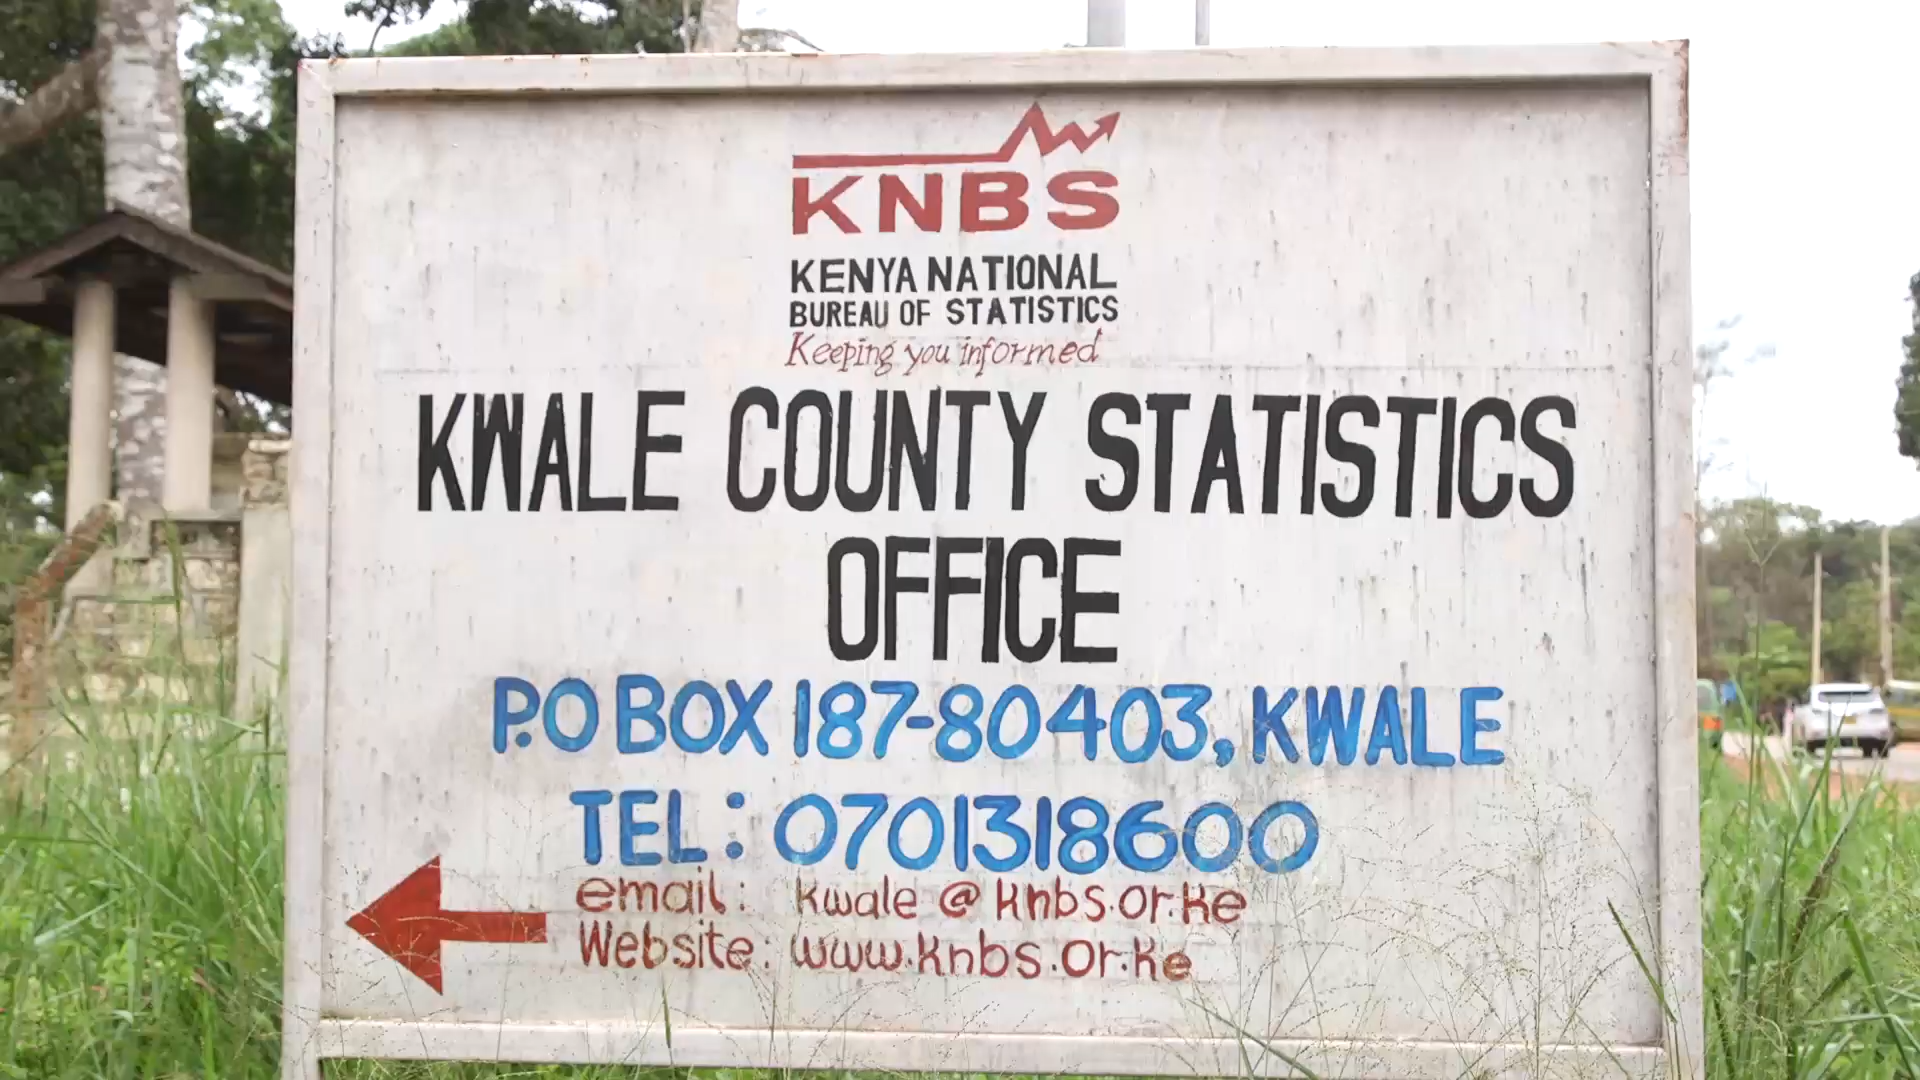 KNBS
KENYA NATIONAL
BUREAU OF STATISTICS
Keeping you informed
KWALE COUNTY STATISTICS
OFFICE
P.O BOX 187-80403, KWALE
TEL: 0701318600
email: kwale @ knbs.or.ke
Website: www.knbs.or.ke